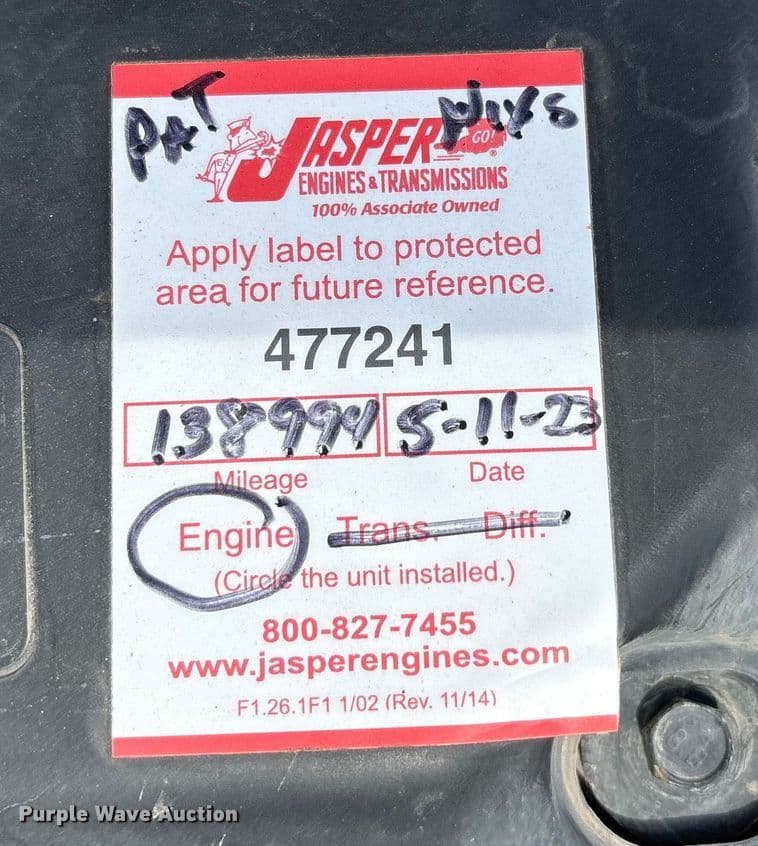 PAT NIXS
JASPER GO!®
ENGINES & TRANSMISSIONS
100% Associate Owned
Apply label to protected
area for future reference.
477241
138994 5-11-23
Mileage Date
Engine Trans. Diff.
(Circle the unit installed.)
800-827-7455
www.jasperengines.com
F1.26.1F1 1/02 (Rev. 11/14)
Purple Wave Auction